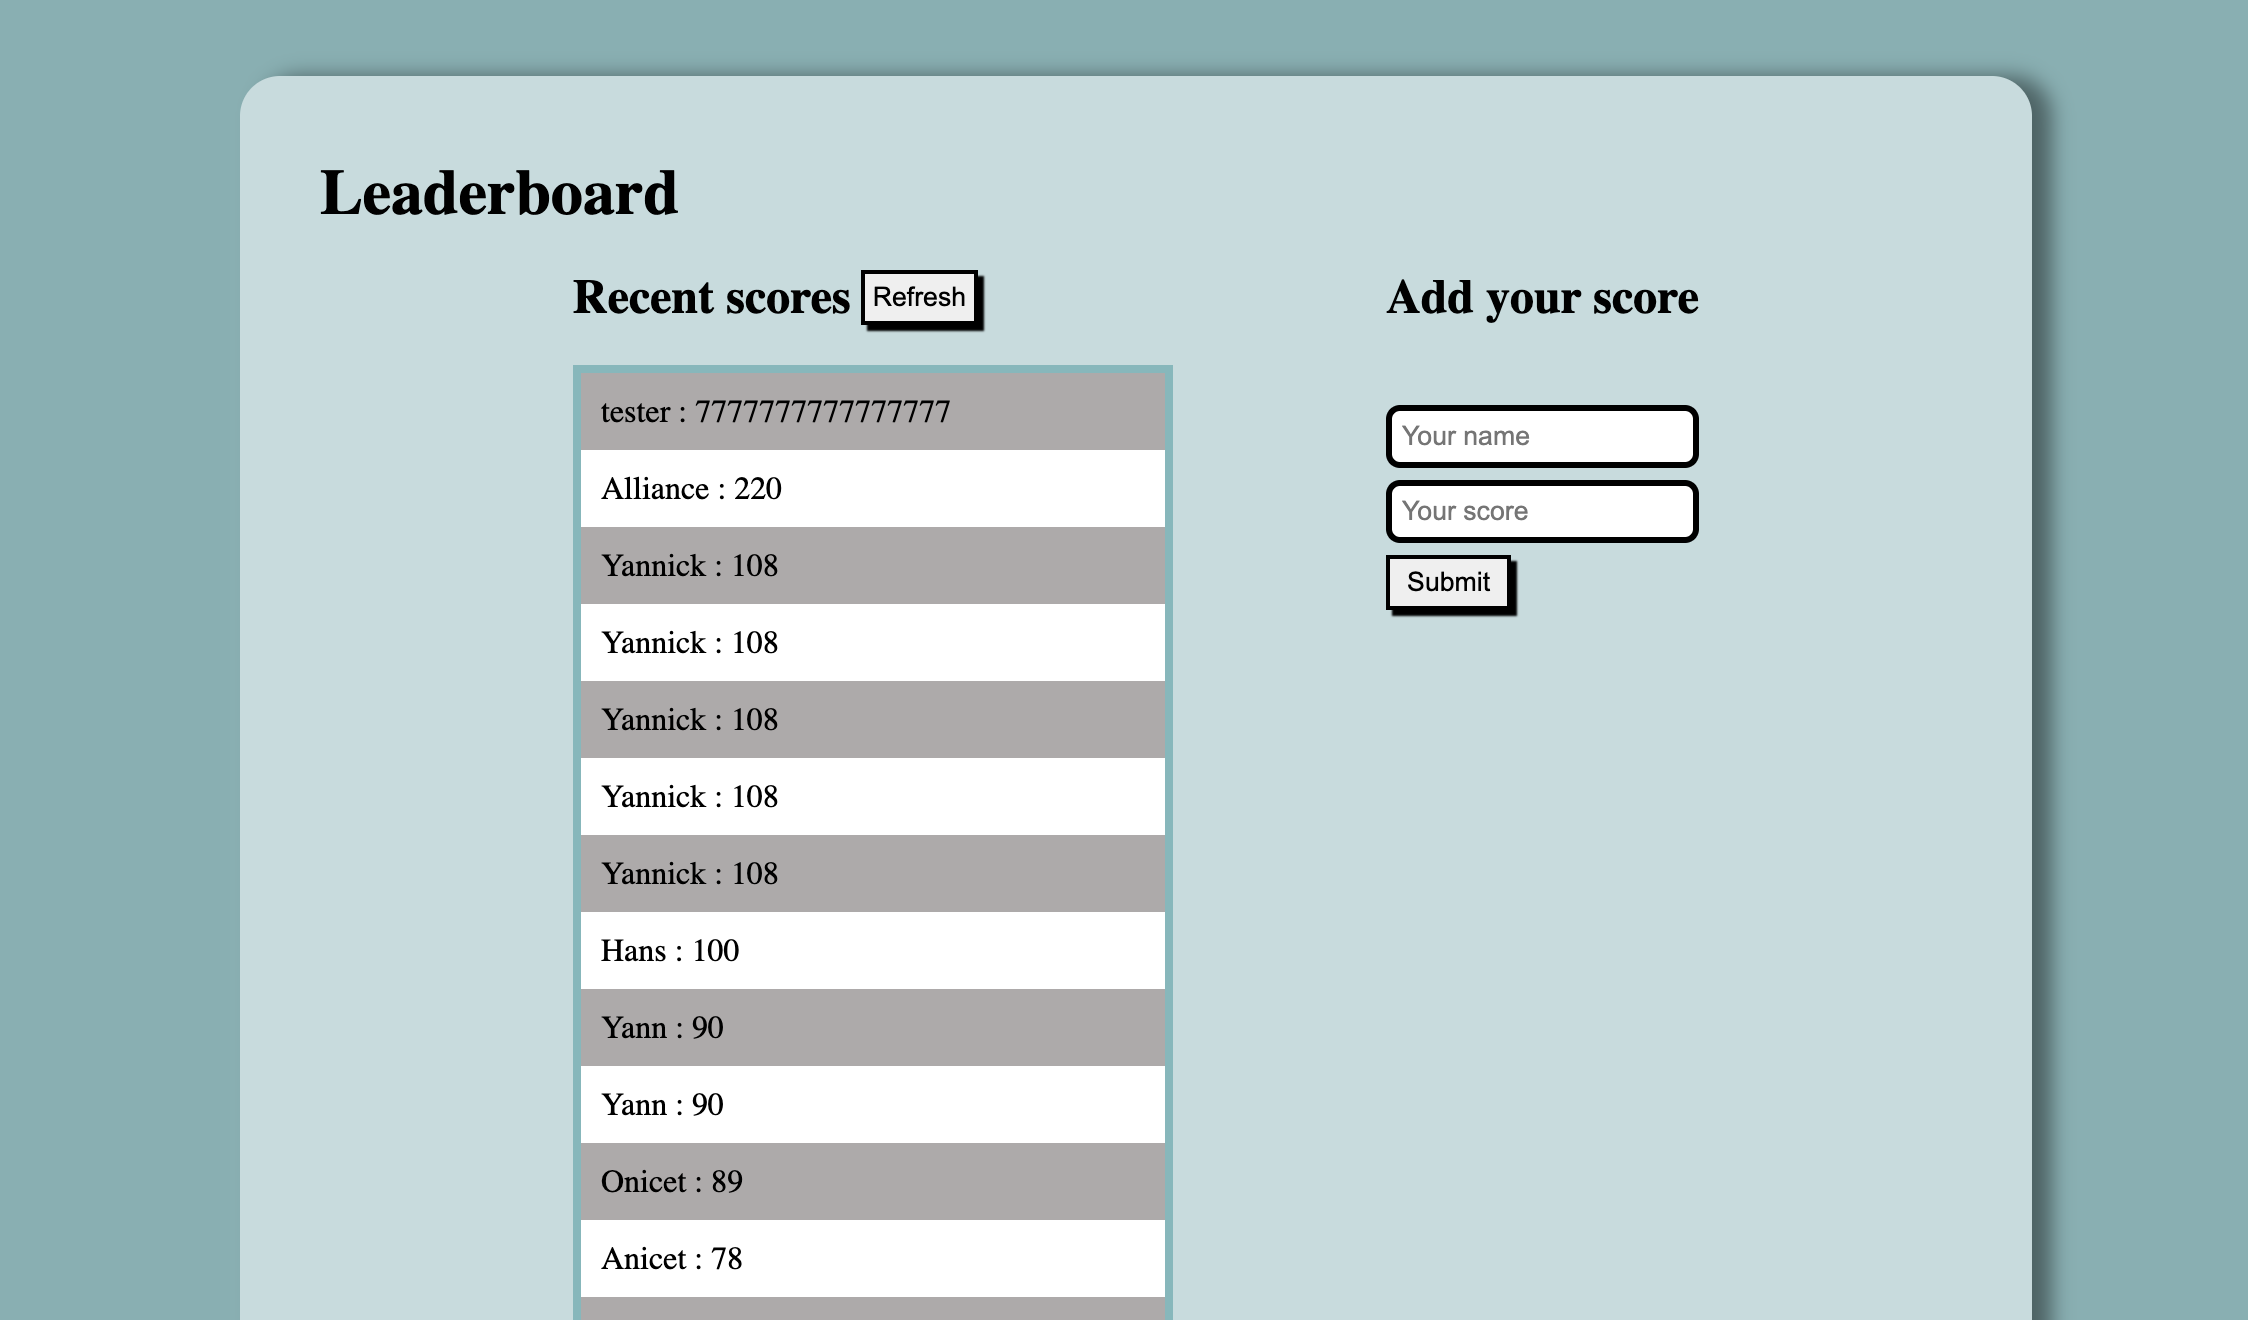 Leaderboard
Recent scores Refresh
tester : 7777777777777777
Alliance : 220
Yannick : 108
Yannick : 108
Yannick : 108
Yannick : 108
Yannick : 108
Hans : 100
Yann : 90
Yann : 90
Onicet : 89
Anicet : 78
Add your score
Your name
Your score
Submit